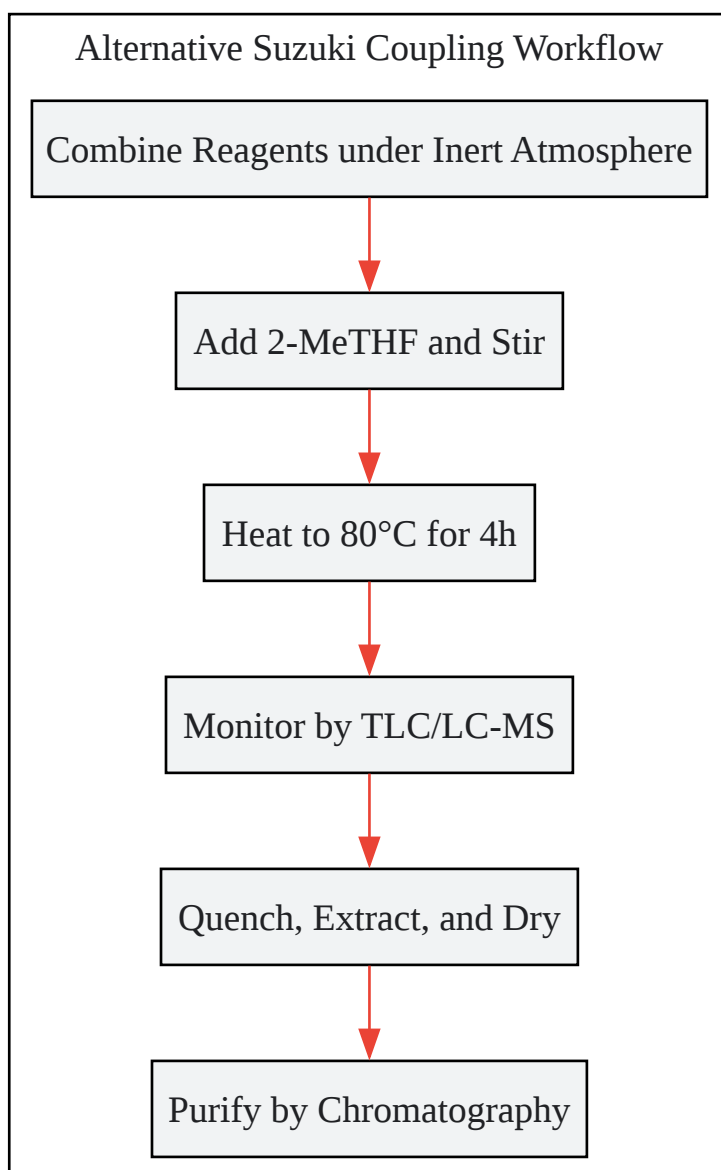 Alternative Suzuki Coupling Workflow
Combine Reagents under Inert Atmosphere
Add 2-MeTHF and Stir
Heat to 80°C for 4h
Monitor by TLC/LC-MS
Quench, Extract, and Dry
Purify by Chromatography